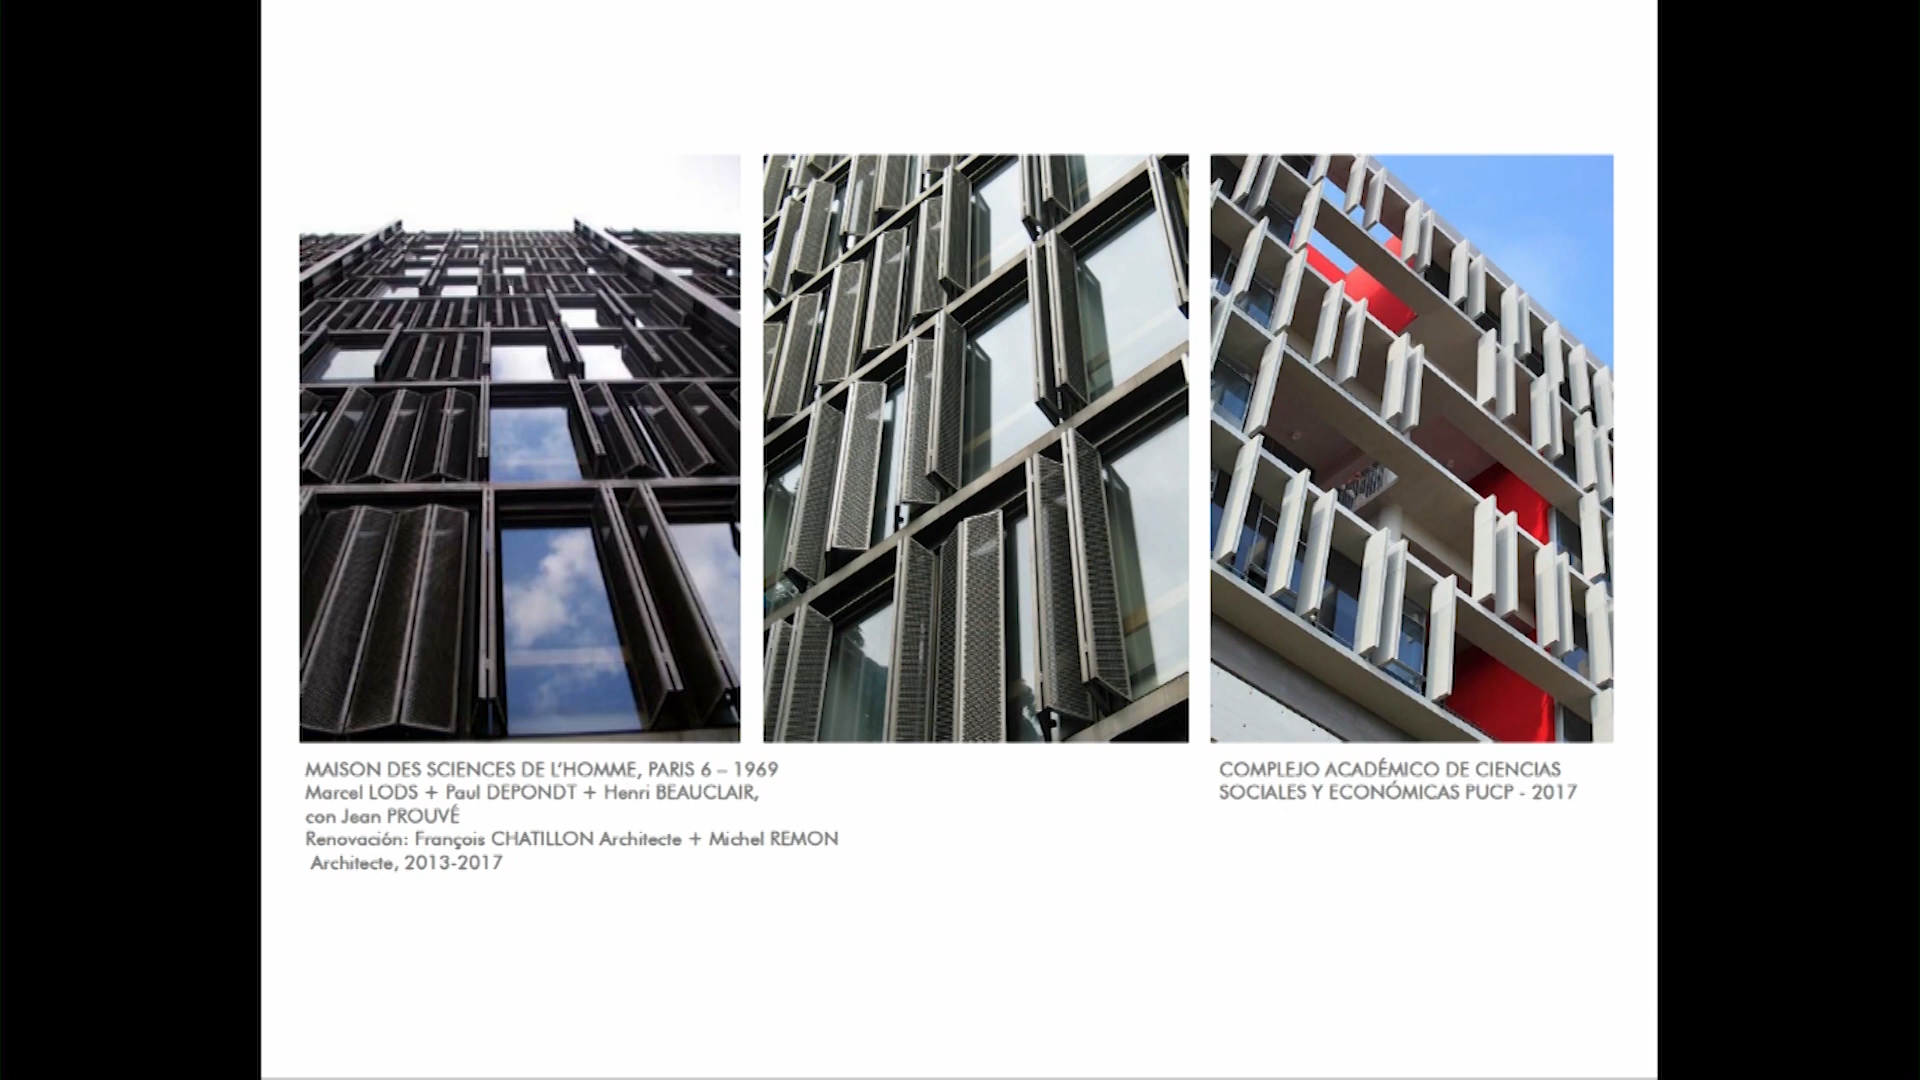 MAISON DES SCIENCES DE L'HOMME, PARIS 6 – 1969
Marcel LODS + Paul DEPONDT + Henri BEAUCLAIR,
con Jean PROUVÉ
Renovación: François CHATILLON Architecte + Michel REMON
Architecte, 2013-2017
COMPLEJO ACADÉMICO DE CIENCIAS
SOCIALES Y ECONÓMICAS PUCP - 2017